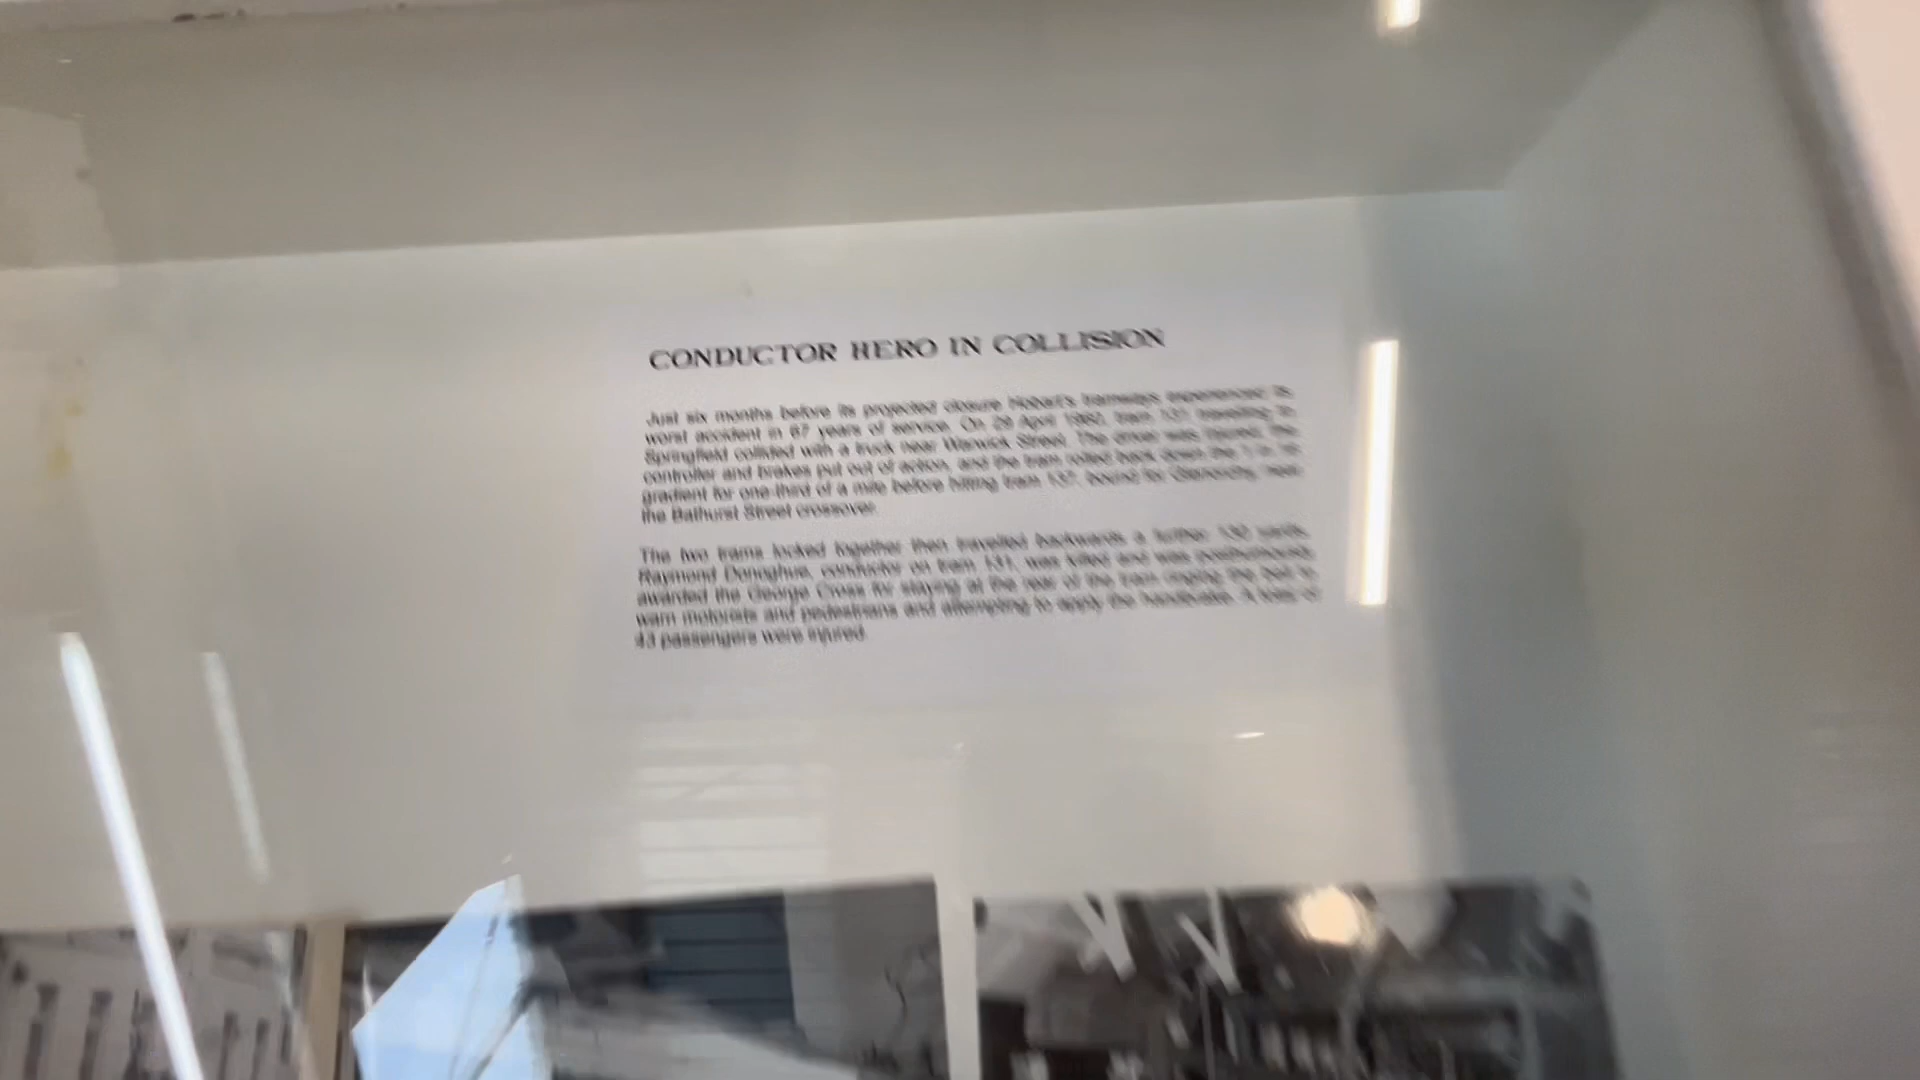 CONDUCTOR HERO IN COLLISION
Just six months before its projected closure Hobart's tramways experienced its
worst accident in 67 years of service. On 29 April 1960, tram 131 travelling to
Springfield collided with a truck near Warwick Street. The driver was injured, the
controller and brakes put out of action, and the tram rolled back down the 1 in
gradient for one-third of a mile before hitting tram 137, bound for Glenorchy, near
the Bathurst Street crossover.
The two trams locked together then travelled backwards a further yards.
Raymond Donoghue, conductor on tram 131, was killed and was posthumously
awarded the George Cross for staying at the rear of the tram ringing the bell to
warn motorists and pedestrians and attempting to apply the handbrake. A total of
43 passengers were injured.